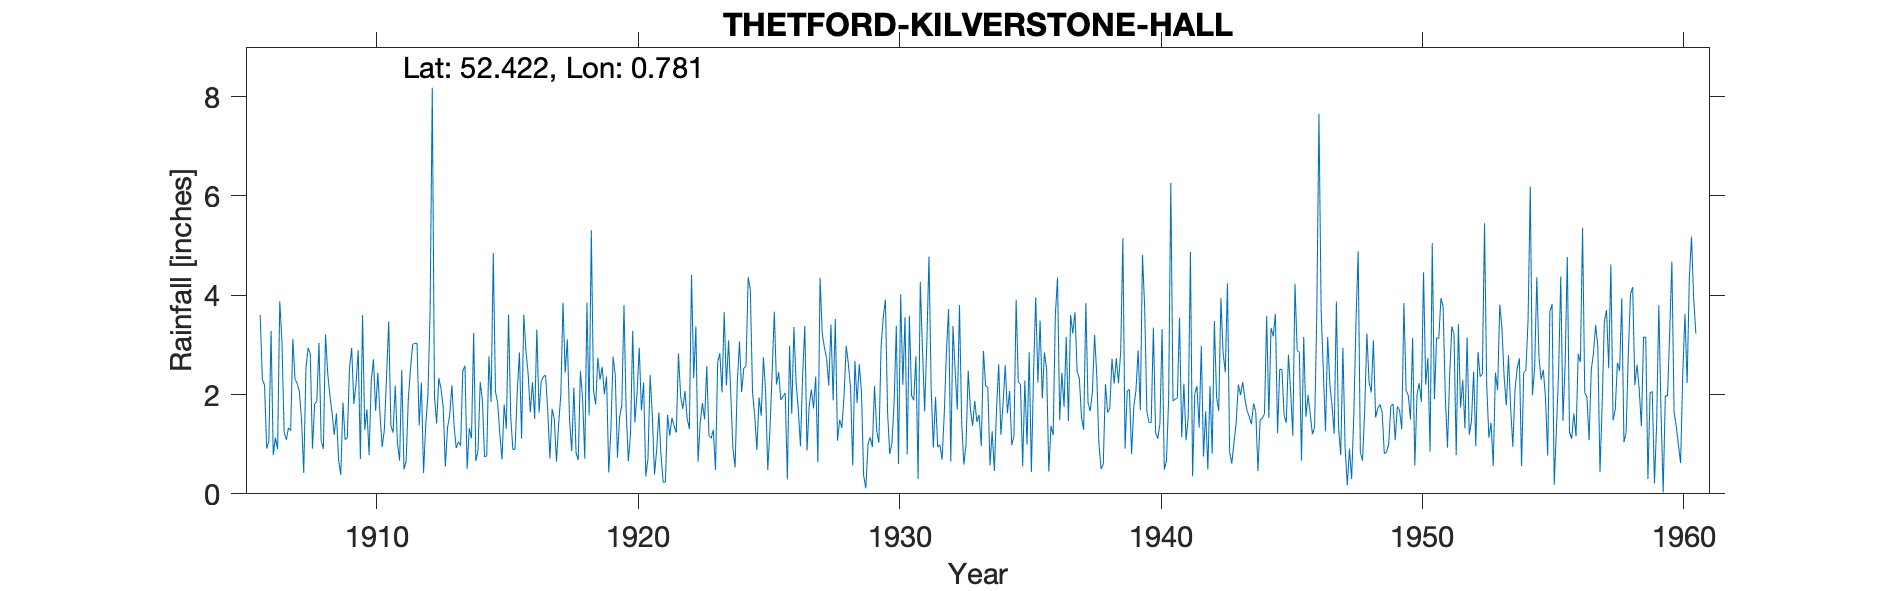 THETFORD-KILVERSTONE-HALL
Lat: 52.422, Lon: 0.781
8
6
4
2
0
Rainfall [inches]
1910 1920 1930 1940 1950 1960
Year